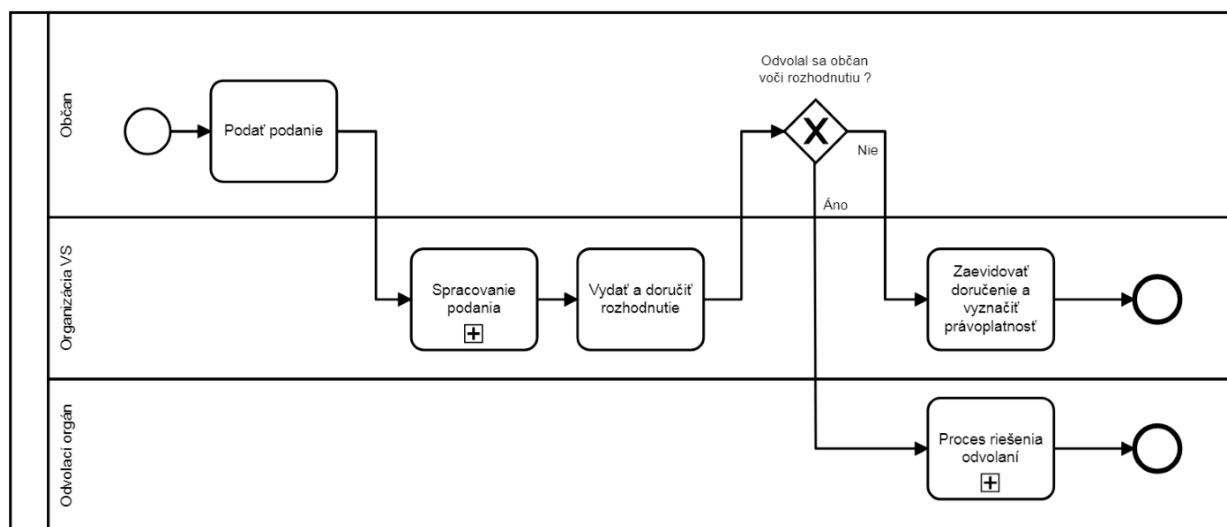 Občan
Podať podanie
Odvolal sa občan
voči rozhodnutiu ?
Nie
Áno
Organizácia VS
Spracovanie
podania
Vydať a doručiť
rozhodnutie
Zaevidovať
doručenie a
vyznačiť
právoplatnosť
Odvolací orgán
Proces riešenia
odvolaní